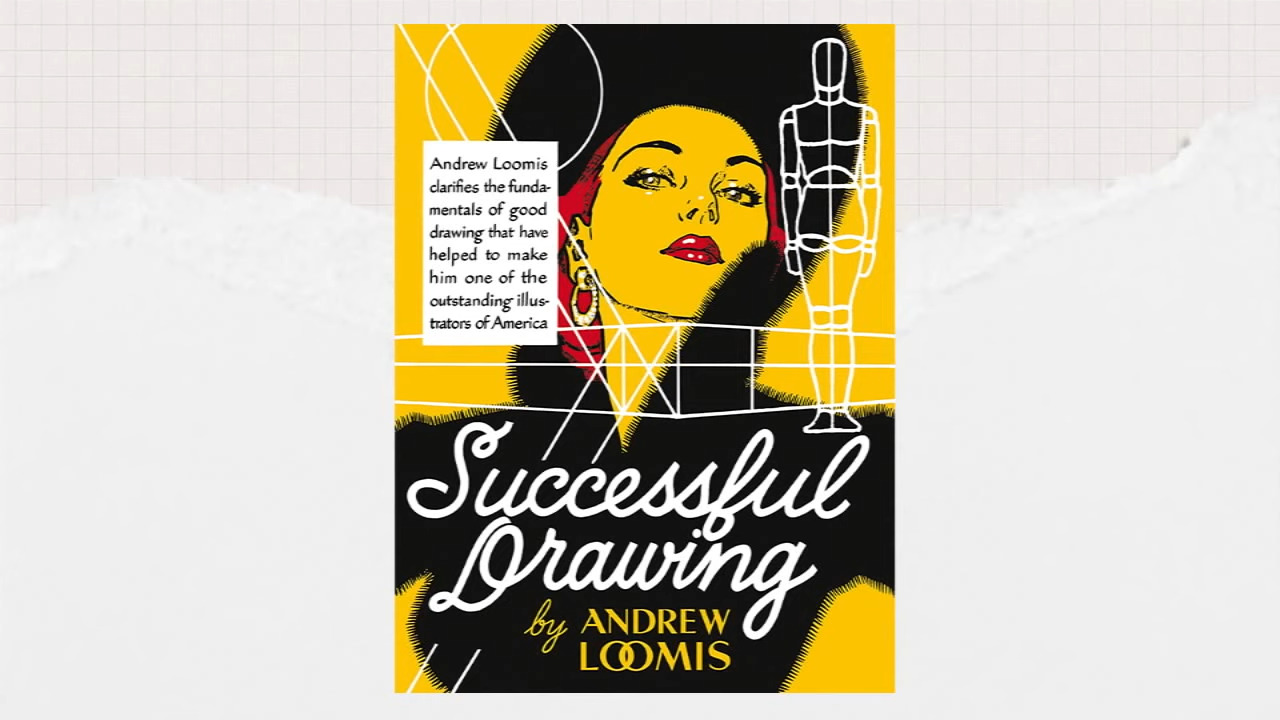 Andrew Loomis
clarifies the funda-
mentals of good
drawing that have
helped to make
him one of the
outstanding illus-
trators of America
Successful
Drawing
by ANDREW
LOOMIS